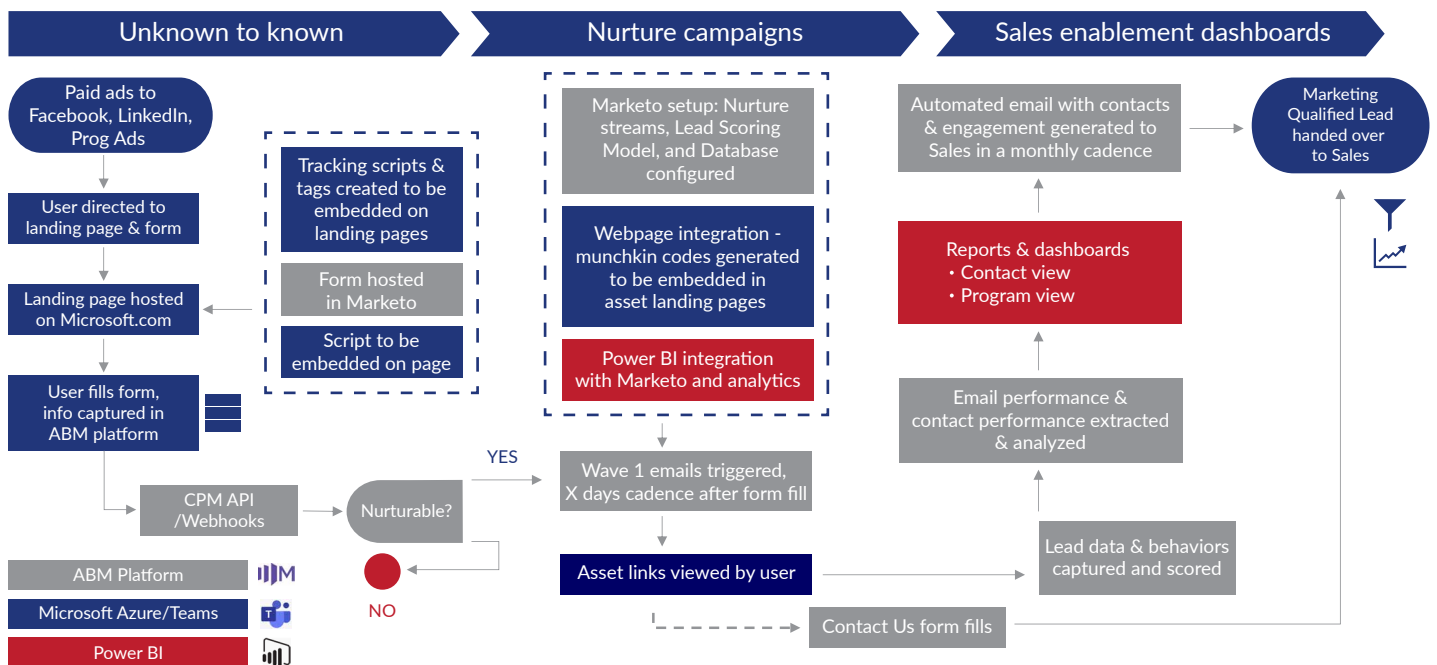 Unknown to known
Nurture campaigns
Sales enablement dashboards
Paid ads to
Facebook, LinkedIn,
Prog Ads
User directed to
landing page & form
Landing page hosted
on Microsoft.com
User fills form,
info captured in
ABM platform
Tracking scripts &
tags created to be
embedded on
landing pages
Form hosted
in Marketo
Script to be
embedded on page
CPM API
/Webhooks
Nurturable?
YES
NO
ABM Platform
M
Microsoft Azure/Teams
T
Power BI
Marketo setup: Nurture
streams, Lead Scoring
Model, and Database
configured
Webpage integration -
munchkin codes generated
to be embedded in
asset landing pages
Power BI integration
with Marketo and analytics
Wave 1 emails triggered,
X days cadence after form fill
Asset links viewed by user
Contact Us form fills
Lead data & behaviors
captured and scored
Email performance &
contact performance extracted
& analyzed
Reports & dashboards
• Contact view
• Program view
Automated email with contacts
& engagement generated to
Sales in a monthly cadence
Marketing
Qualified Lead
handed over
to Sales